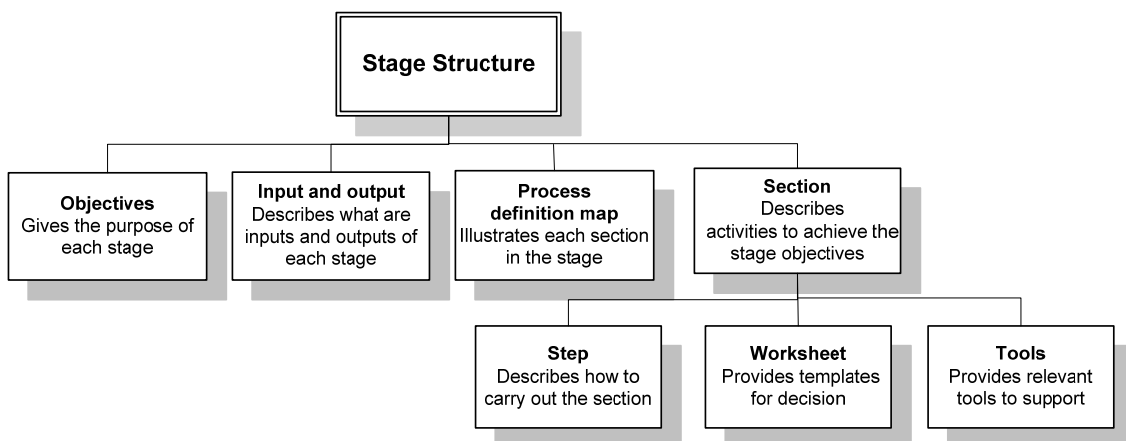 Stage Structure
Objectives
Gives the purpose of
each stage
Input and output
Describes what are
inputs and outputs of
each stage
Process
definition map
Illustrates each section
in the stage
Section
Describes
activities to achieve the
stage objectives
Step
Describes how to
carry out the section
Worksheet
Provides templates
for decision
Tools
Provides relevant
tools to support